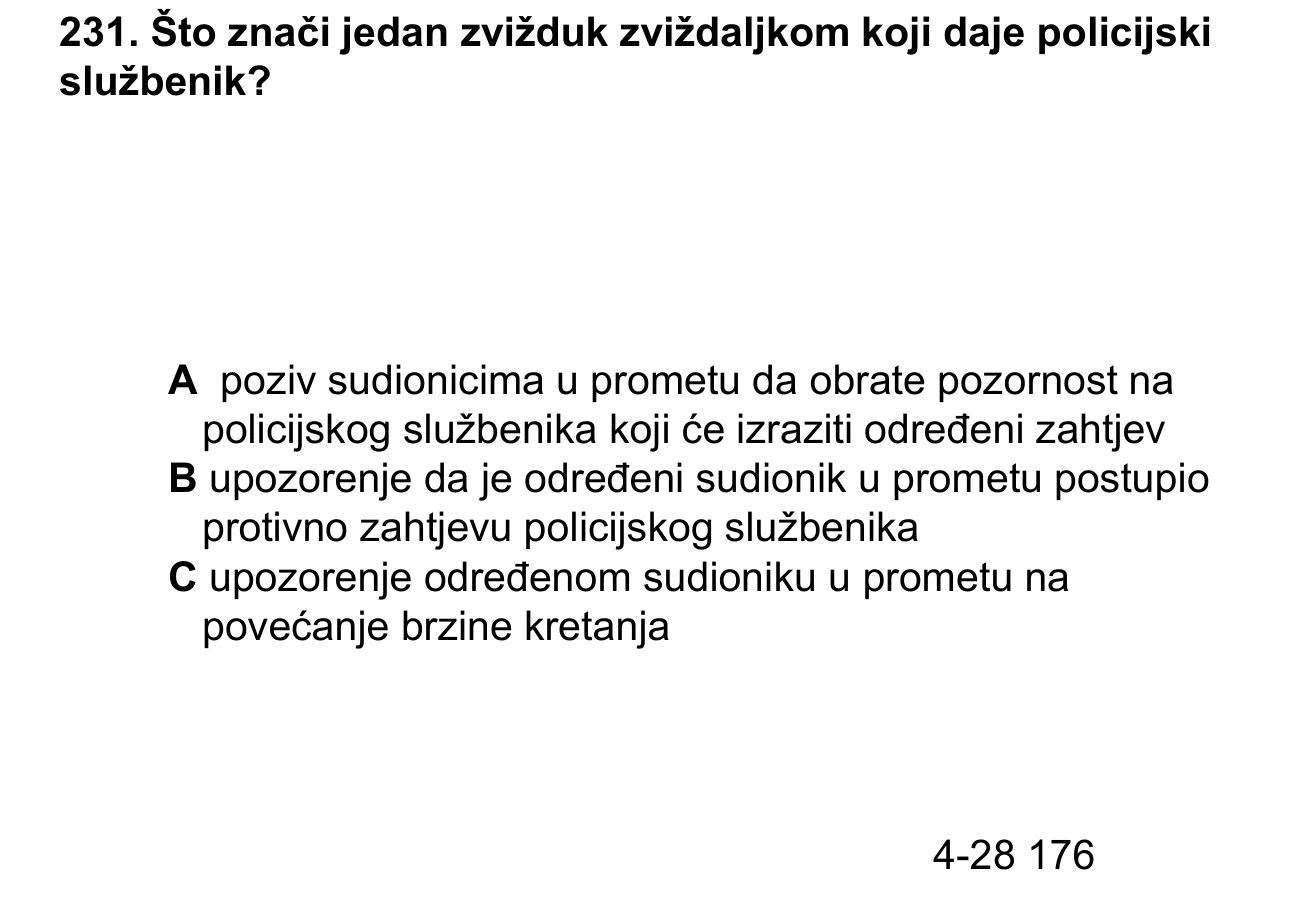 231. Što znači jedan zvižduk zviždaljkom koji daje policijski
službenik?
A poziv sudionicima u prometu da obrate pozornost na
policijskog službenika koji će izraziti određeni zahtjev
B upozorenje da je određeni sudionik u prometu postupio
protivno zahtjevu policijskog službenika
C upozorenje određenom sudioniku u prometu na
povećanje brzine kretanja
4-28 176